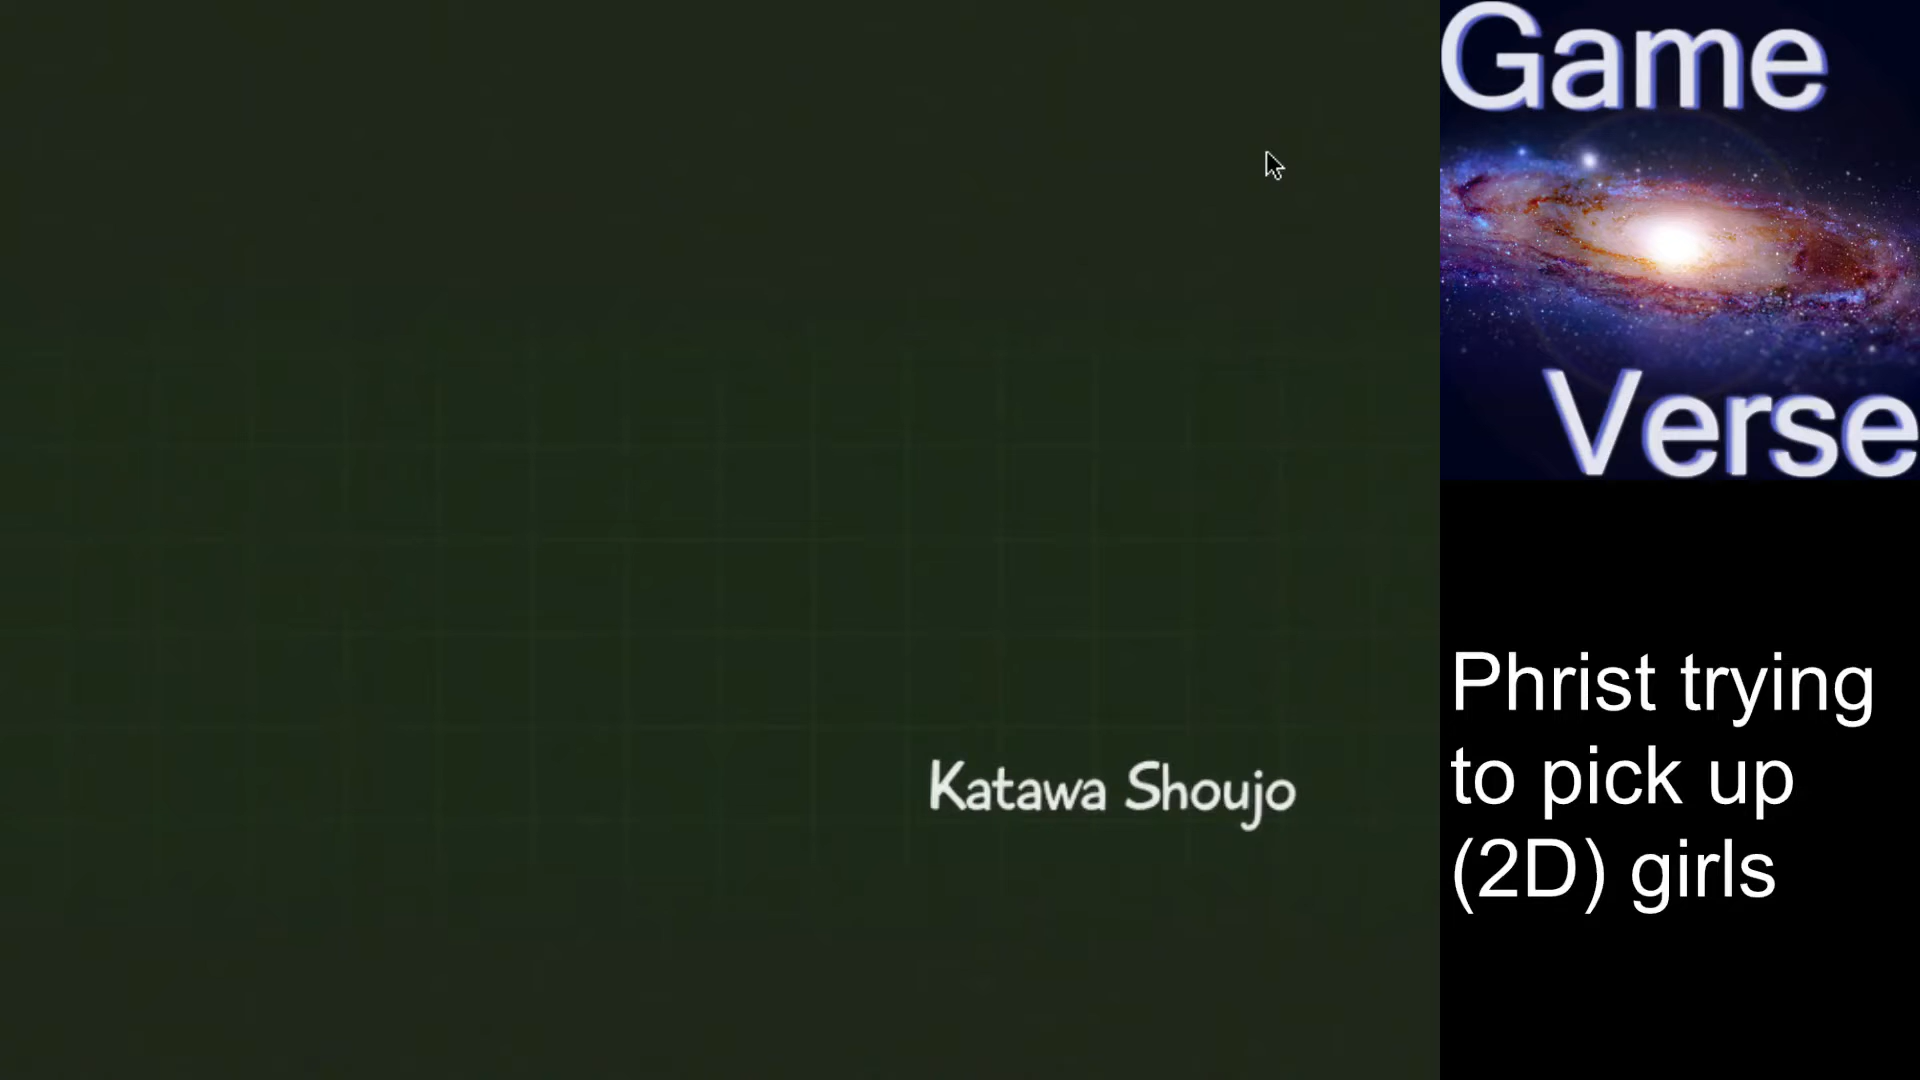 Katawa Shoujo
Game
Verse
Phrist trying
to pick up
(2D) girls